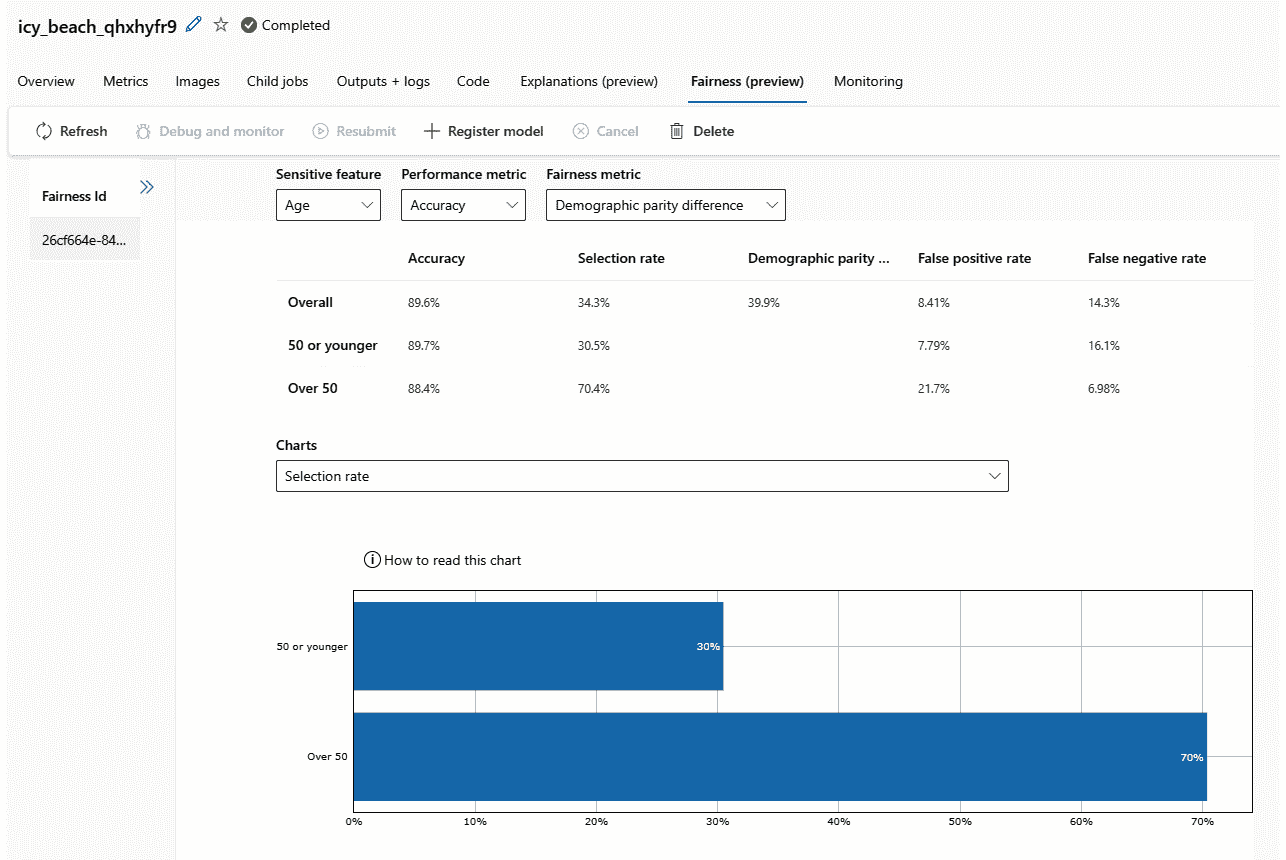 icy_beach_qhxhyfr9 Completed
Overview Metrics Images Child jobs Outputs + logs Code Explanations (preview) Fairness (preview) Monitoring
Refresh Debug and monitor Resubmit Register model Cancel Delete
Fairness Id
26cf664e-84...
Sensitive feature Performance metric Fairness metric
Age Accuracy Demographic parity difference
Accuracy Selection rate Demographic parity ... False positive rate False negative rate
Overall 89.6% 34.3% 39.9% 8.41% 14.3%
50 or younger 89.7% 30.5% 7.79% 16.1%
Over 50 88.4% 70.4% 21.7% 6.98%
Charts
Selection rate
How to read this chart
50 or younger 30%
Over 50 70%
0% 10% 20% 30% 40% 50% 60% 70%